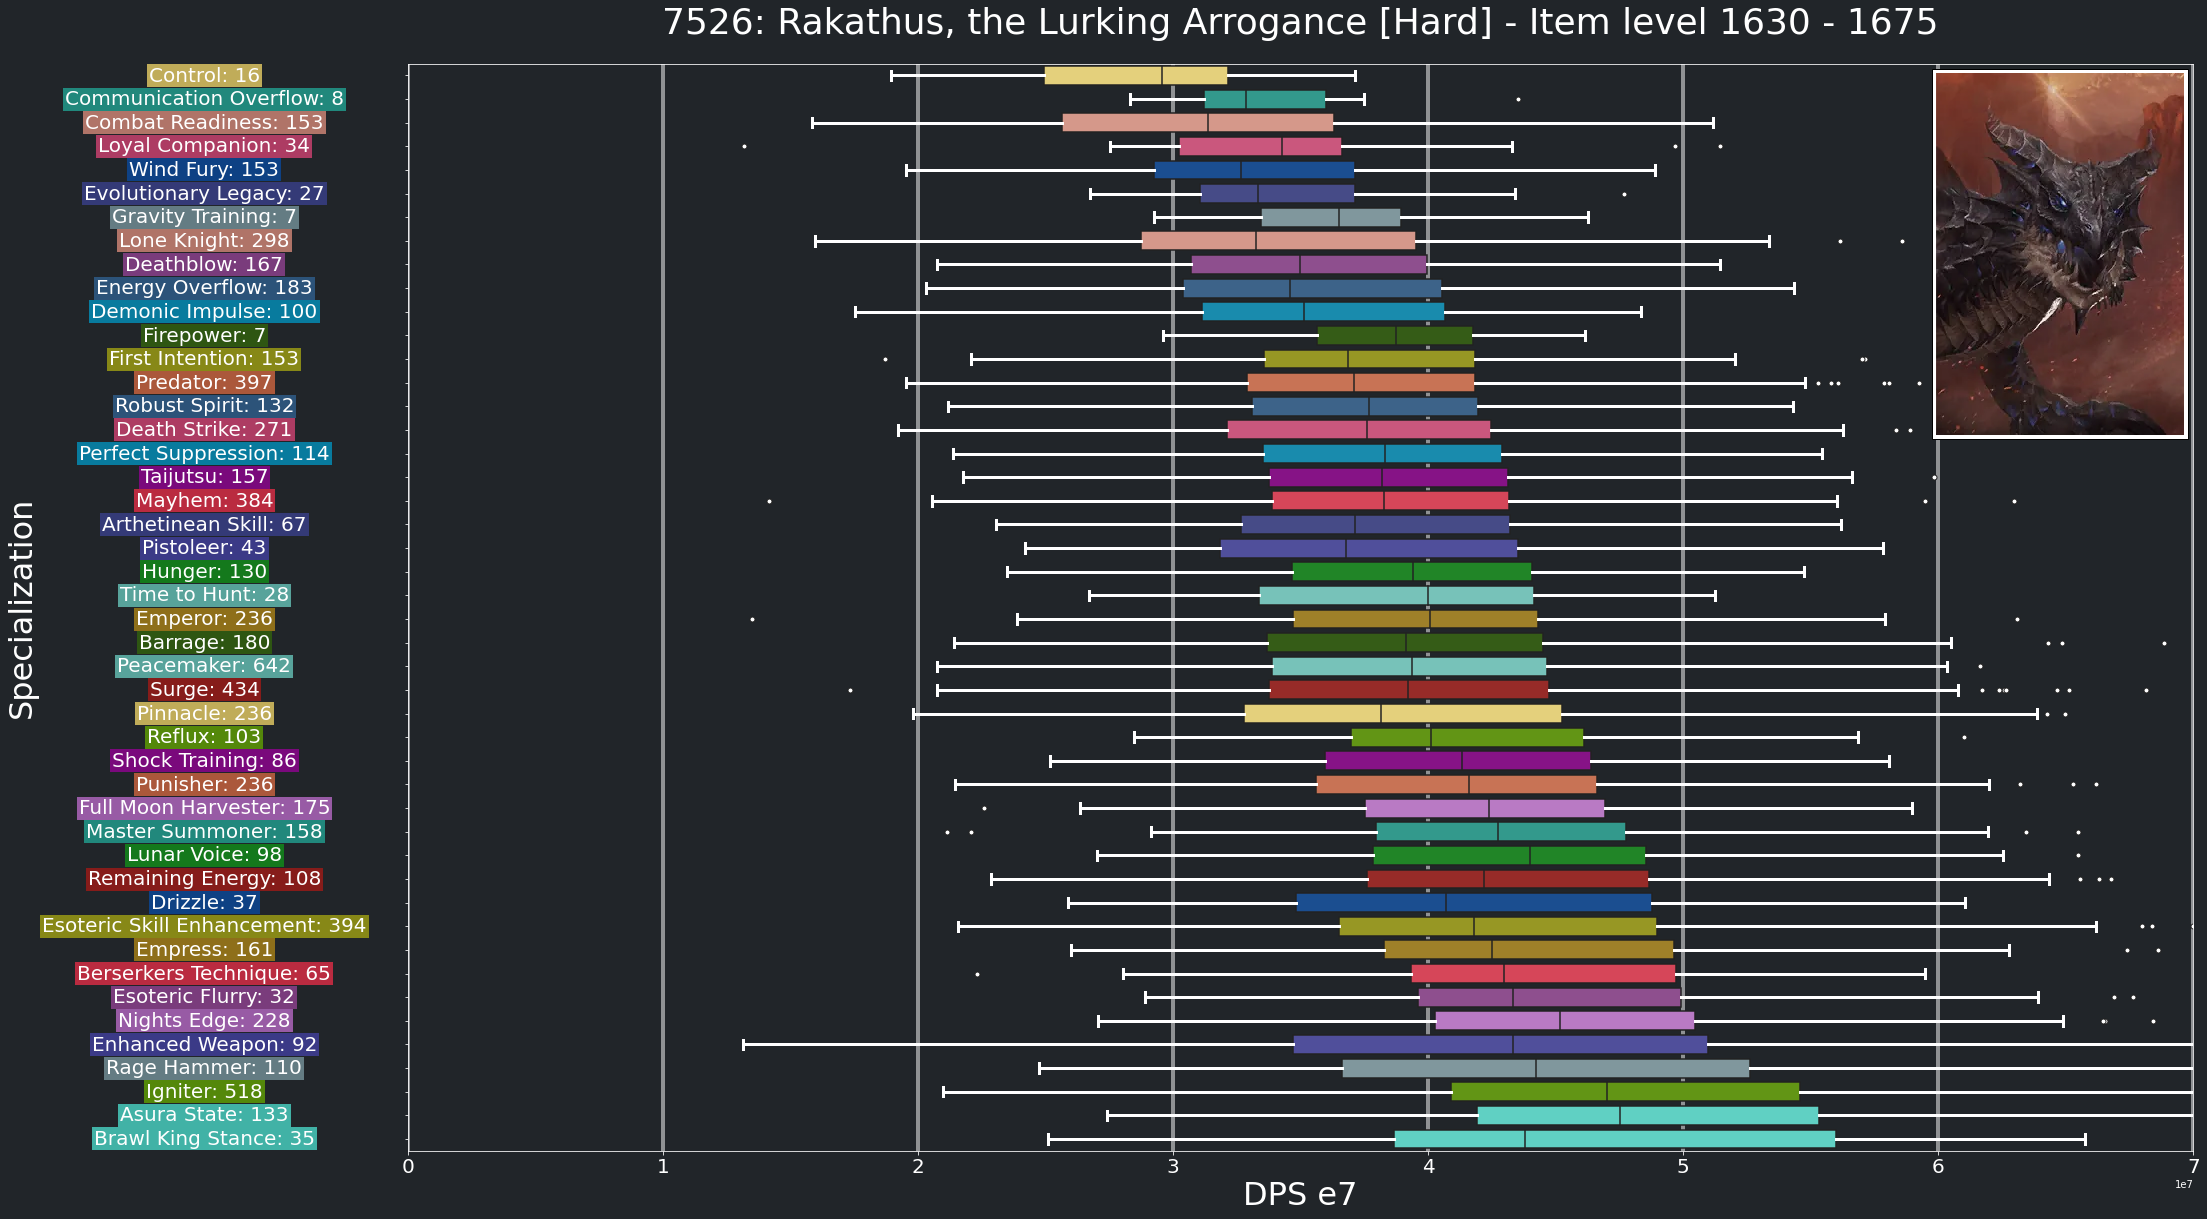 7526: Rakathus, the Lurking Arrogance [Hard] - Item level 1630 - 1675
Control: 16
Communication Overflow: 8
Combat Readiness: 153
Loyal Companion: 34
Wind Fury: 153
Evolutionary Legacy: 27
Gravity Training: 7
Lone Knight: 298
Deathblow: 167
Energy Overflow: 183
Demonic Impulse: 100
Firepower: 7
First Intention: 153
Predator: 397
Robust Spirit: 132
Death Strike: 271
Perfect Suppression: 114
Taijutsu: 157
Mayhem: 384
Arthetinean Skill: 67
Pistoleer: 43
Hunger: 130
Time to Hunt: 28
Emperor: 236
Barrage: 180
Peacemaker: 642
Surge: 434
Pinnacle: 236
Reflux: 103
Shock Training: 86
Punisher: 236
Full Moon Harvester: 175
Master Summoner: 158
Lunar Voice: 98
Remaining Energy: 108
Drizzle: 37
Esoteric Skill Enhancement: 394
Empress: 161
Berserkers Technique: 65
Esoteric Flurry: 32
Nights Edge: 228
Enhanced Weapon: 92
Rage Hammer: 110
Igniter: 518
Asura State: 133
Brawl King Stance: 35
Specialization
0 1 2 3 4 5 6 7
1e7
DPS e7